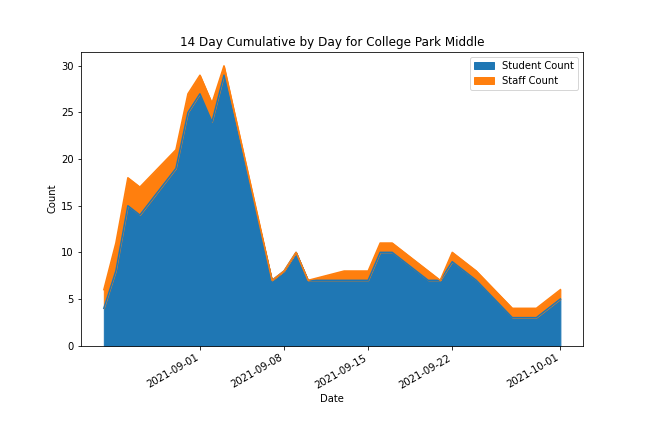 14 Day Cumulative by Day for College Park Middle
Student Count
Staff Count
Count
30
25
20
15
10
5
0
2021-09-01
2021-09-08
2021-09-15
2021-09-22
2021-10-01
Date